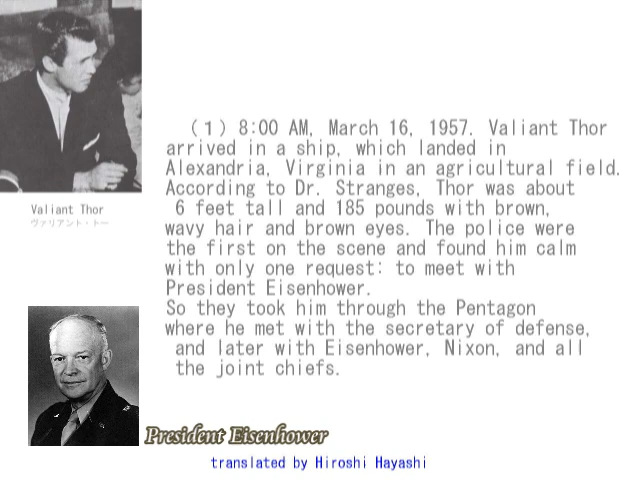 (1) 8:00 AM, March 16, 1957. Valiant Thor
arrived in a ship, which landed in
Alexandria, Virginia in an agricultural field.
According to Dr. Stranges, Thor was about
6 feet tall and 185 pounds with brown,
wavy hair and brown eyes. The police were
the first on the scene and found him calm
with only one request: to meet with
President Eisenhower.
So they took him through the Pentagon
where he met with the secretary of defense,
and later with Eisenhower, Nixon, and all
the joint chiefs.
Valiant Thor
ヴァリアント・トー
President Eisenhower
translated by Hiroshi Hayashi